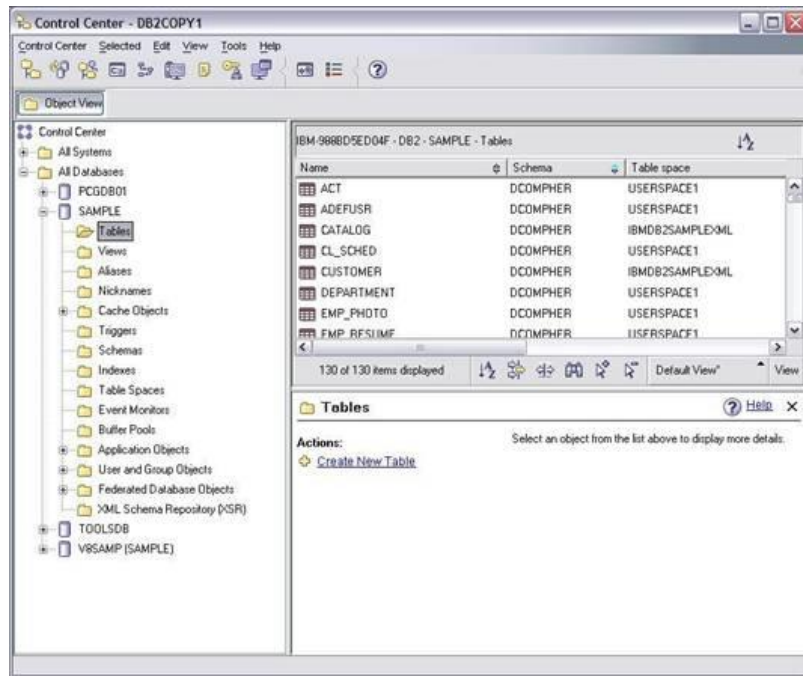 Control Center - DB2COPY1
Control Center Selected Edit View Tools Help
Object View
Control Center
All Systems
All Databases
PCGDB01
SAMPLE
Tables
Views
Aliases
Nicknames
Cache Objects
Triggers
Schemas
Indexes
Table Spaces
Event Monitors
Buffer Pools
Application Objects
User and Group Objects
Federated Database Objects
XML Schema Repository (XSR)
TOOLSDB
V8SAMP (SAMPLE)
IBM-988BD5ED04F - DB2 - SAMPLE - Tables
Name Schema Table space
ACT DCOMPHER USERSPACE1
ADEFUSR DCOMPHER USERSPACE1
CATALOG DCOMPHER IBMDB2SAMPLEXML
CL_SCHED DCOMPHER USERSPACE1
CUSTOMER DCOMPHER IBMDB2SAMPLEXML
DEPARTMENT DCOMPHER USERSPACE1
EMP_PHOTO DCOMPHER USERSPACE1
EMP_RESUME DCOMPHER USERSPACE1
130 of 130 items displayed Default View* View
Tables Help
Actions: Select an object from the list above to display more details.
Create New Table